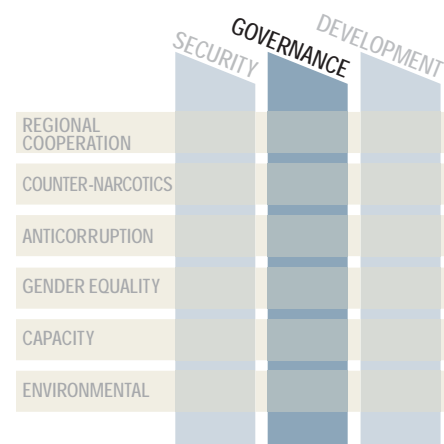 SECURITY
GOVERNANCE
DEVELOPMENT
REGIONAL
COOPERATION
COUNTER-NARCOTICS
ANTICORRUPTION
GENDER EQUALITY
CAPACITY
ENVIRONMENTAL